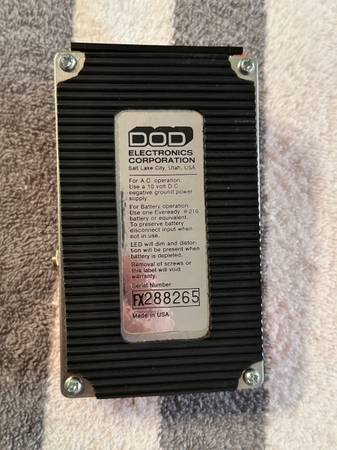 DOD
ELECTRONICS
CORPORATION
Salt Lake City, Utah, USA
For A.C. operation:
Use a 10 volt D.C.
negative ground power
supply.
For Battery operation:
Use one Eveready #216
battery or equivalent.
To preserve battery
disconnect input when
not in use.
LED will dim and distor-
tion will be present when
battery is depleted.
Removal of screws or
this label will void
warranty.
Serial Number
FX288265
Made in USA